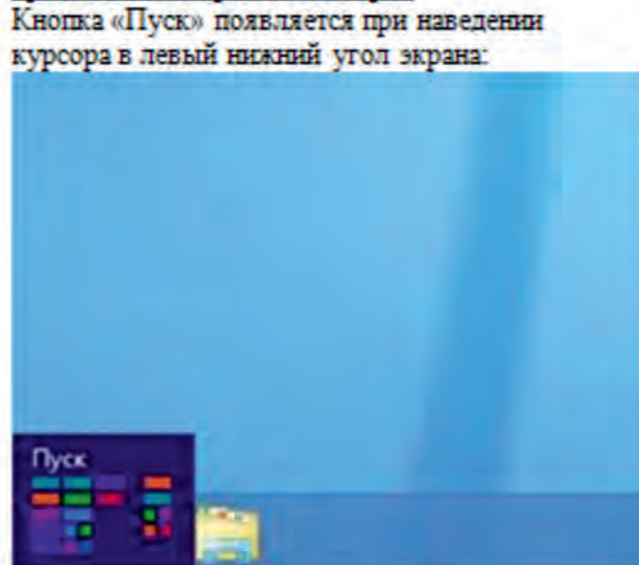 Кнопка «Пуск» появляется при наведении
курсора в левый нижний угол экрана:
Пуск